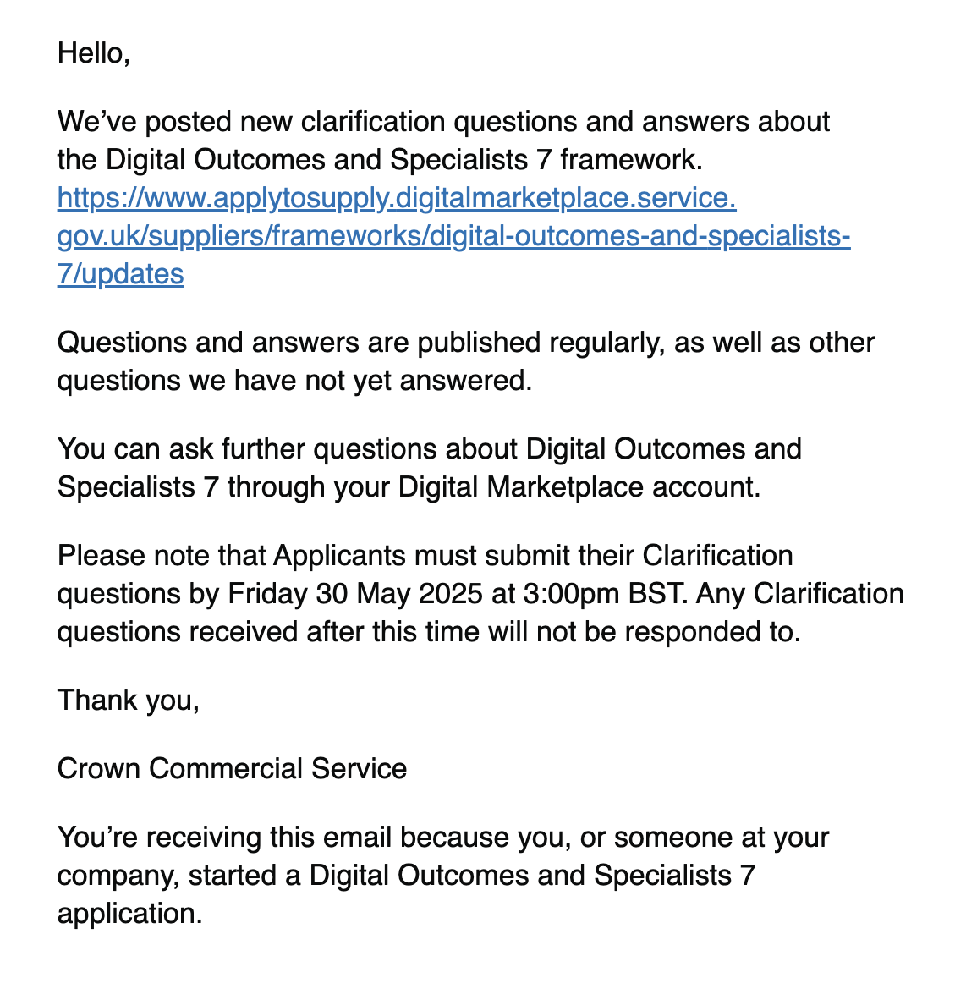 Hello,
We’ve posted new clarification questions and answers about
the Digital Outcomes and Specialists 7 framework.
https://www.applytosupply.digitalmarketplace.service.
gov.uk/suppliers/frameworks/digital-outcomes-and-specialists-
7/updates
Questions and answers are published regularly, as well as other
questions we have not yet answered.
You can ask further questions about Digital Outcomes and
Specialists 7 through your Digital Marketplace account.
Please note that Applicants must submit their Clarification
questions by Friday 30 May 2025 at 3:00pm BST. Any Clarification
questions received after this time will not be responded to.
Thank you,
Crown Commercial Service
You’re receiving this email because you, or someone at your
company, started a Digital Outcomes and Specialists 7
application.